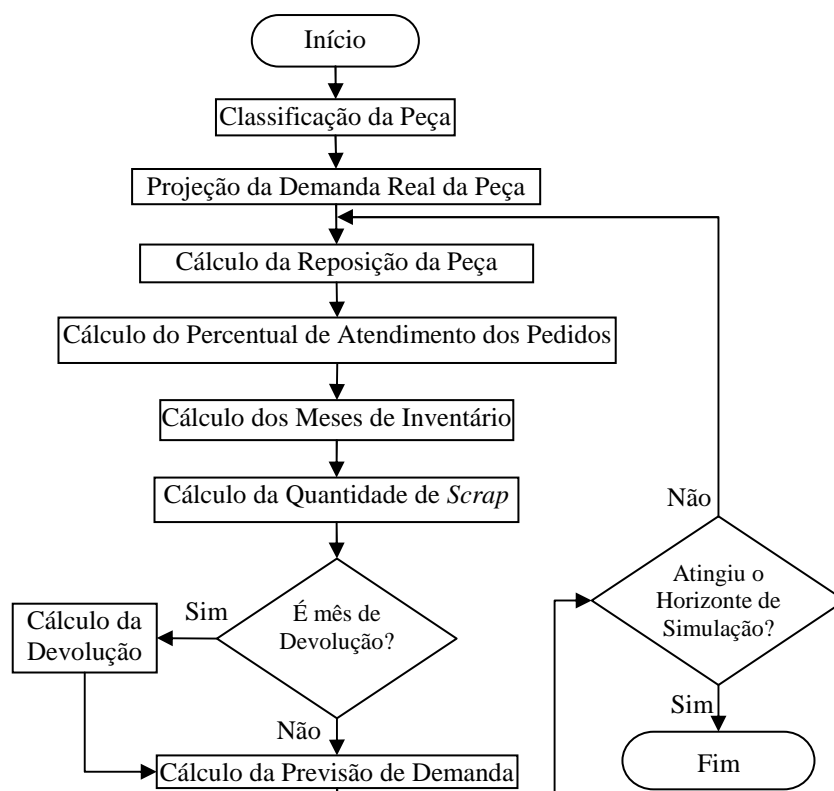 Início
Classificação da Peça
Projeção da Demanda Real da Peça
Cálculo da Reposição da Peça
Cálculo do Percentual de Atendimento dos Pedidos
Cálculo dos Meses de Inventário
Cálculo da Quantidade de Scrap
É mês de
Devolução?
Sim
Cálculo da
Devolução
Não
Cálculo da Previsão de Demanda
Não
Atingiu o
Horizonte de
Simulação?
Sim
Fim